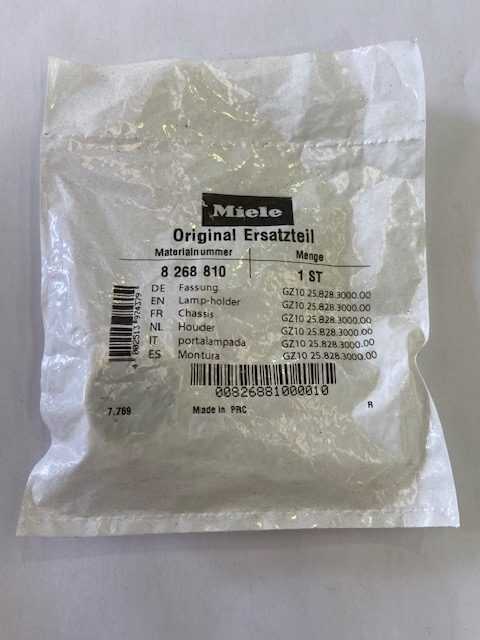 Miele
Original Ersatzteil
Materialnummer Menge
8 268 810 1 ST
DE Fassung GZ10 25.828.3000.00
EN Lamp-holder GZ10 25.828.3000.00
FR Chassis GZ10 25.828.3000.00
NL Houder GZ10 25.828.3000.00
IT portalampada GZ10 25.828.3000.00
ES Montura GZ10 25.828.3000.00
00826881000010
7.769 Made in PRC R